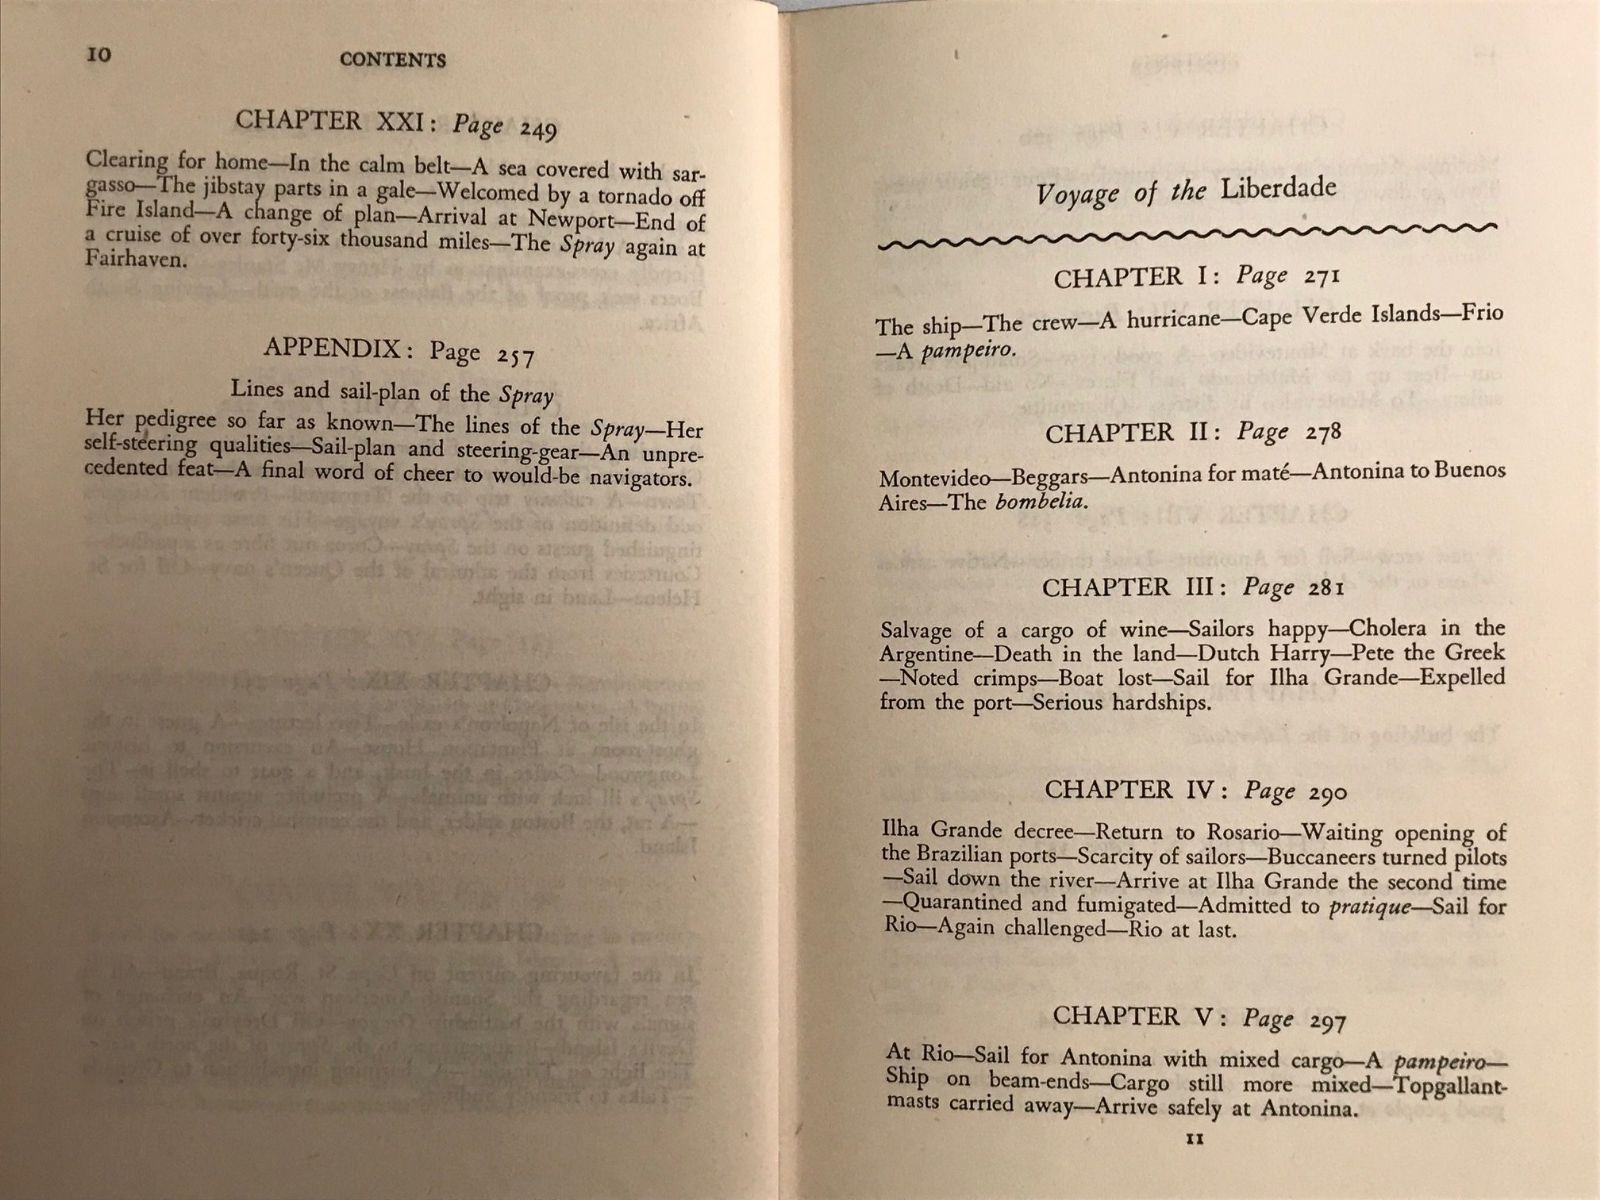 10
CONTENTS
CHAPTER XXI: Page 249
Clearing for home—In the calm belt—A sea covered with sar-
gasso—The jibstay parts in a gale—Welcomed by a tornado off
Fire Island—A change of plan—Arrival at Newport—End of
a cruise of over forty-six thousand miles—The Spray again at
Fairhaven.
APPENDIX: Page 257
Lines and sail-plan of the Spray
Her pedigree so far as known—The lines of the Spray—Her
self-steering qualities—Sail-plan and steering-gear—An unpre-
cedented feat—A final word of cheer to would-be navigators.
Voyage of the Liberdade
CHAPTER I: Page 271
The ship—The crew—A hurricane—Cape Verde Islands—Frio
—A pampeiro.
CHAPTER II: Page 278
Montevideo—Beggars—Antonina for maté—Antonina to Buenos
Aires—The bombelia.
CHAPTER III: Page 281
Salvage of a cargo of wine—Sailors happy—Cholera in the
Argentine—Death in the land—Dutch Harry—Pete the Greek
—Noted crimps—Boat lost—Sail for Ilha Grande—Expelled
from the port—Serious hardships.
CHAPTER IV: Page 290
Ilha Grande decree—Return to Rosario—Waiting opening of
the Brazilian ports—Scarcity of sailors—Buccaneers turned pilots
—Sail down the river—Arrive at Ilha Grande the second time
—Quarantined and fumigated—Admitted to pratique—Sail for
Rio—Again challenged—Rio at last.
CHAPTER V: Page 297
At Rio—Sail for Antonina with mixed cargo—A pampeiro—
Ship on beam-ends—Cargo still more mixed—Topgallant-
masts carried away—Arrive safely at Antonina.
11